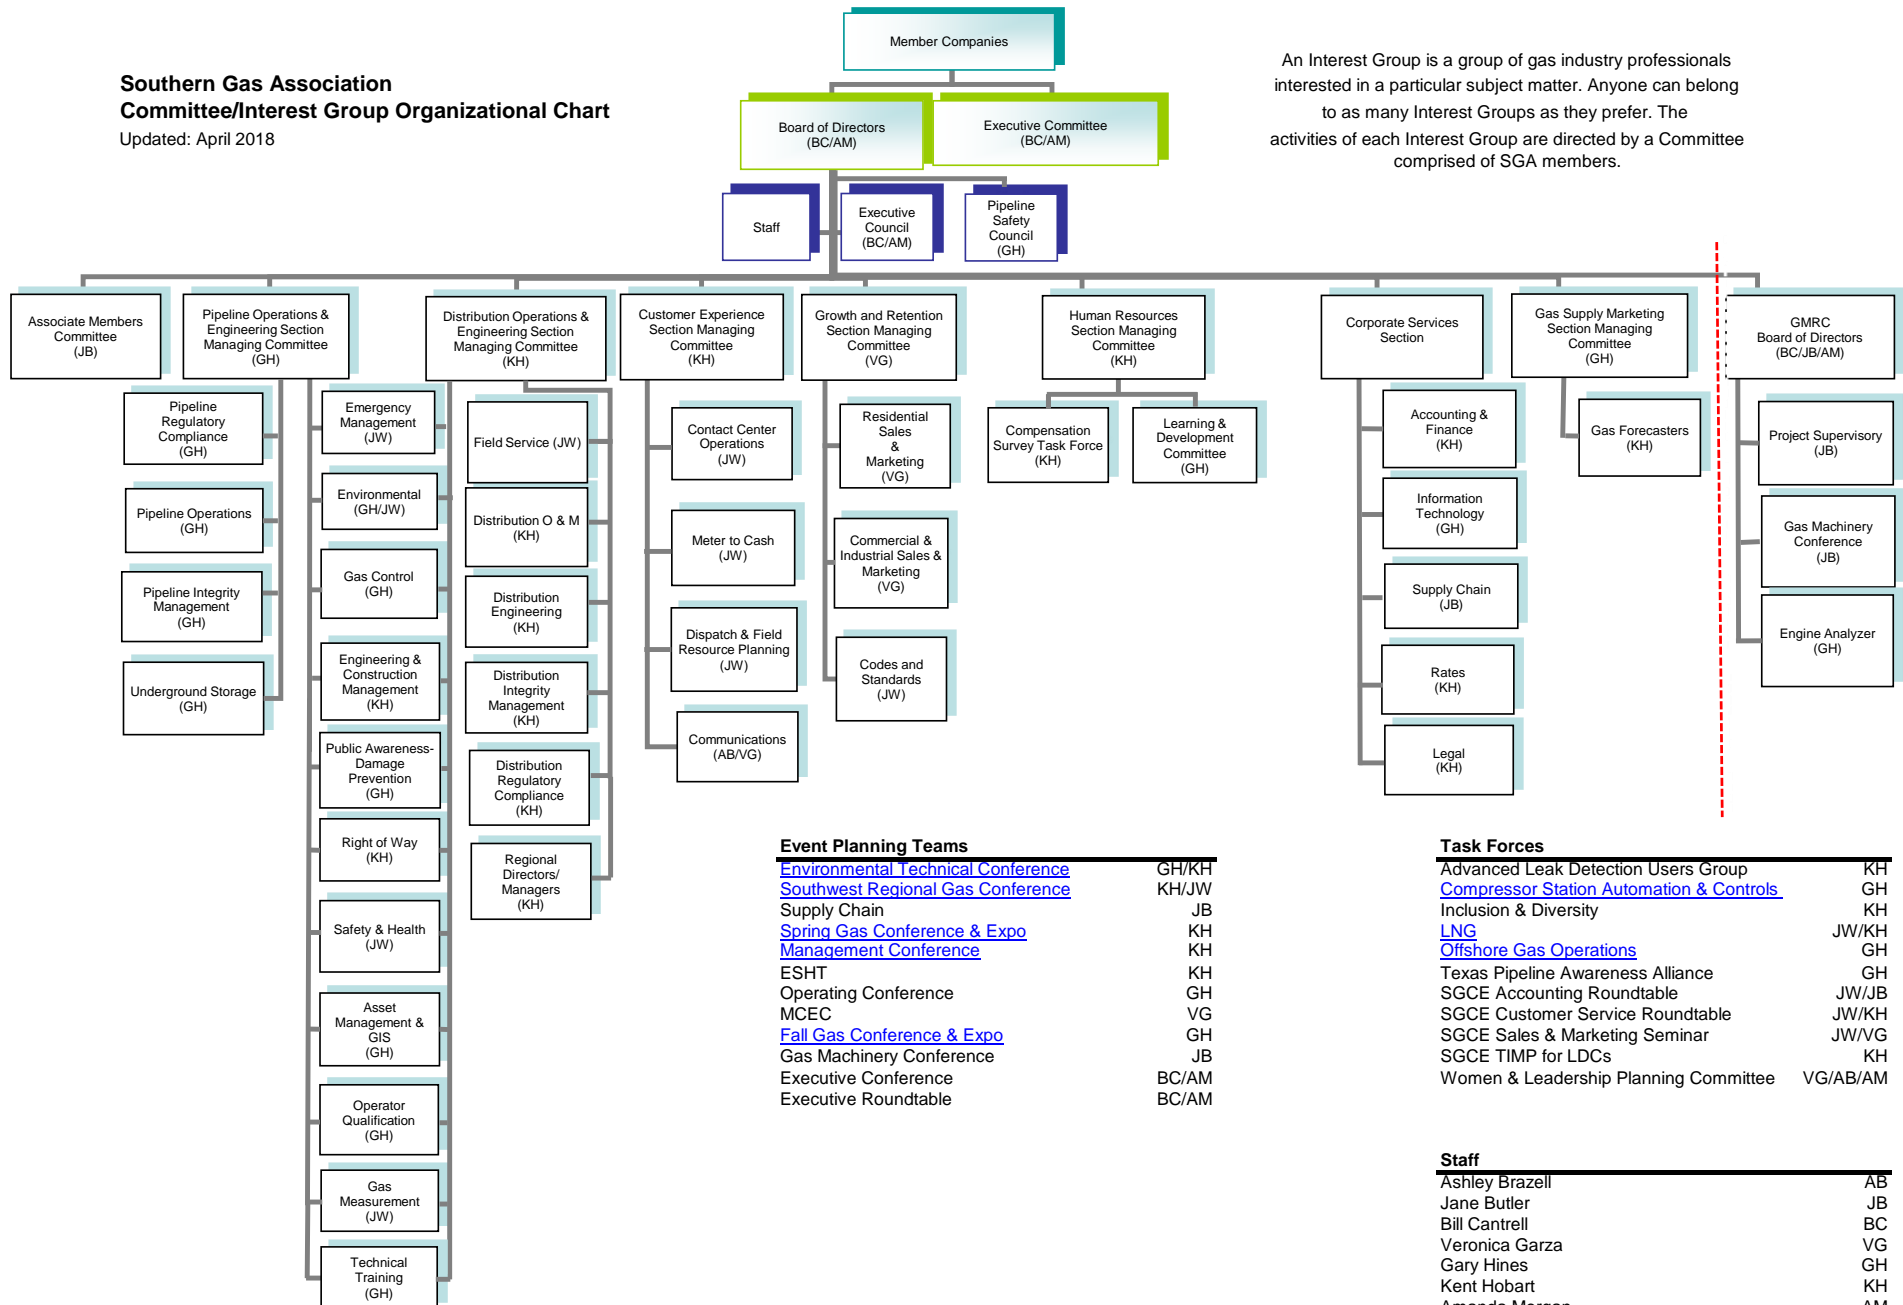 Member Companies
Southern Gas Association
Committee/Interest Group Organizational Chart
Updated: April 2018
An Interest Group is a group of gas industry professionals
interested in a particular subject matter. Anyone can belong
to as many Interest Groups as they prefer. The
activities of each Interest Group are directed by a Committee
comprised of SGA members.
Board of Directors
(BC/AM)
Executive Committee
(BC/AM)
Staff
Executive
Council
(BC/AM)
Pipeline
Safety
Council
(GH)
Associate Members
Committee
(JB)
Pipeline Operations &
Engineering Section
Managing Committee
(GH)
Distribution Operations &
Engineering Section
Managing Committee
(KH)
Customer Experience
Section Managing
Committee
(KH)
Growth and Retention
Section Managing
Committee
(VG)
Human Resources
Section Managing
Committee
(KH)
Corporate Services
Section
Gas Supply Marketing
Section Managing
Committee
(GH)
GMRC
Board of Directors
(BC/JB/AM)
Pipeline
Regulatory
Compliance
(GH)
Pipeline Operations
(GH)
Pipeline Integrity
Management
(GH)
Underground Storage
(GH)
Emergency
Management
(JW)
Environmental
(GH/JW)
Gas Control
(GH)
Engineering &
Construction
Management
(KH)
Public Awareness-
Damage
Prevention
(GH)
Right of Way
(KH)
Safety & Health
(JW)
Asset
Management &
GIS
(GH)
Operator
Qualification
(GH)
Gas
Measurement
(JW)
Technical
Training
(GH)
Field Service (JW)
Distribution O & M
(KH)
Distribution
Engineering
(KH)
Distribution
Integrity
Management
(KH)
Distribution
Regulatory
Compliance
(KH)
Regional
Directors/
Managers
(KH)
Contact Center
Operations
(JW)
Meter to Cash
(JW)
Dispatch & Field
Resource Planning
(JW)
Communications
(AB/VG)
Residential
Sales
&
Marketing
(VG)
Commercial &
Industrial Sales &
Marketing
(VG)
Codes and
Standards
(JW)
Compensation
Survey Task Force
(KH)
Learning &
Development
Committee
(GH)
Accounting &
Finance
(KH)
Information
Technology
(GH)
Supply Chain
(JB)
Rates
(KH)
Legal
(KH)
Gas Forecasters
(KH)
Project Supervisory
(JB)
Gas Machinery
Conference
(JB)
Engine Analyzer
(GH)
Event Planning Teams
Environmental Technical Conference GH/KH
Southwest Regional Gas Conference KH/JW
Supply Chain JB
Spring Gas Conference & Expo KH
Management Conference KH
ESHT KH
Operating Conference GH
MCEC VG
Fall Gas Conference & Expo GH
Gas Machinery Conference JB
Executive Conference BC/AM
Executive Roundtable BC/AM
Task Forces
Advanced Leak Detection Users Group KH
Compressor Station Automation & Controls GH
Inclusion & Diversity KH
LNG JW/KH
Offshore Gas Operations GH
Texas Pipeline Awareness Alliance GH
SGCE Accounting Roundtable JW/JB
SGCE Customer Service Roundtable JW/KH
SGCE Sales & Marketing Seminar JW/VG
SGCE TIMP for LDCs KH
Women & Leadership Planning Committee VG/AB/AM
Staff
Ashley Brazell AB
Jane Butler JB
Bill Cantrell BC
Veronica Garza VG
Gary Hines GH
Kent Hobart KH
Amanda Morgan AM